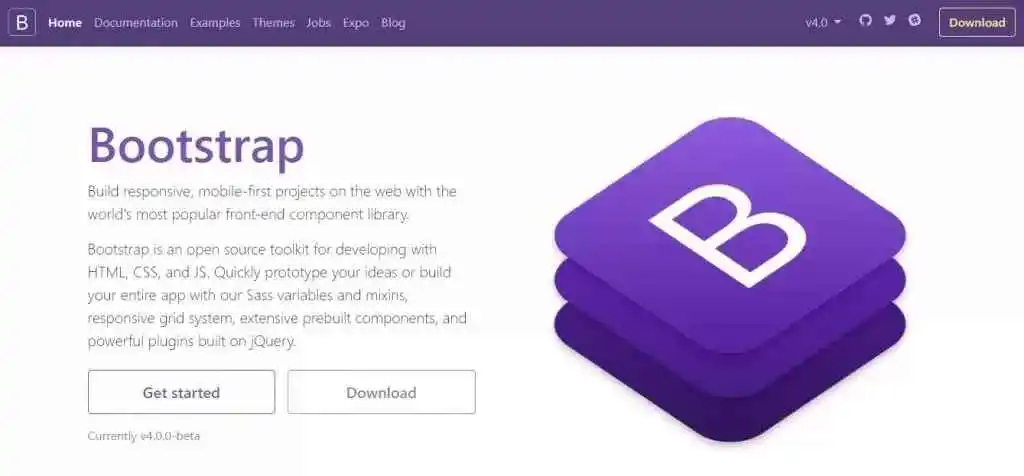 B Home Documentation Examples Themes Jobs Expo Blog v4.0 Download
Bootstrap
Build responsive, mobile-first projects on the web with the
world's most popular front-end component library.
Bootstrap is an open source toolkit for developing with
HTML, CSS, and JS. Quickly prototype your ideas or build
your entire app with our Sass variables and mixins,
responsive grid system, extensive prebuilt components, and
powerful plugins built on jQuery.
Get started Download
Currently v4.0.0-beta
B